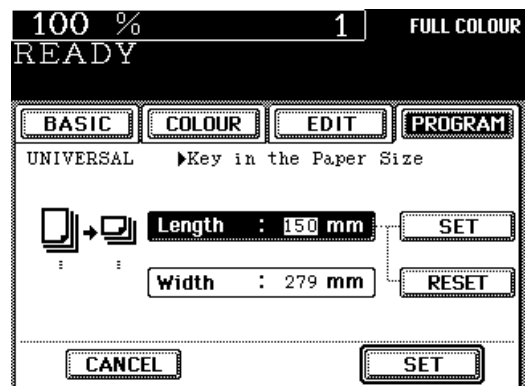 100 % 1 FULL COLOUR
READY
BASIC COLOUR EDIT PROGRAM
UNIVERSAL ▶Key in the Paper Size
Length : 150 mm SET
Width : 279 mm RESET
CANCEL SET